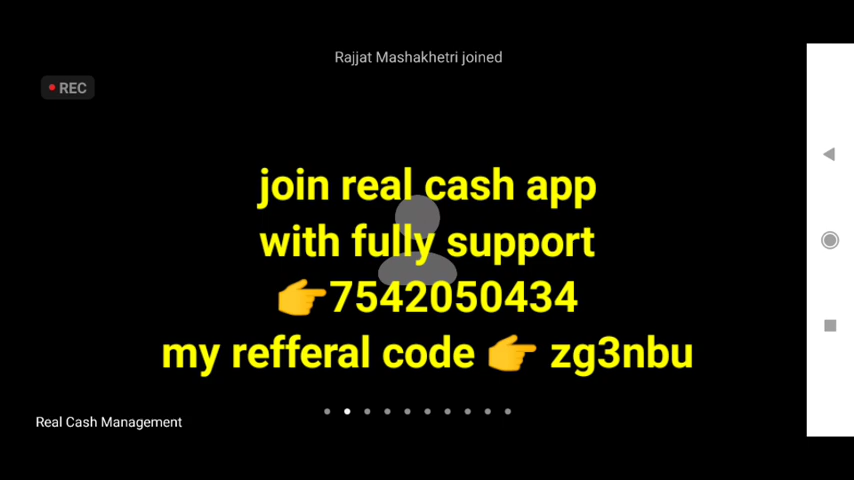 Rajjat Mashakhetri joined
REC
join real cash app
with fully support
👉7542050434
my refferal code 👉 zg3nbu
Real Cash Management